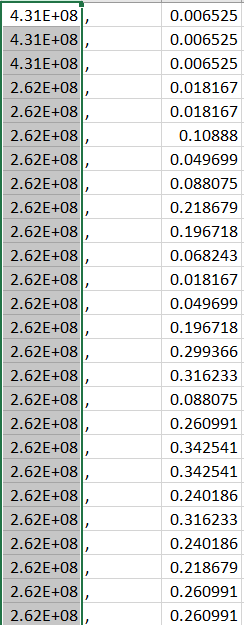 4.31E+08 , 0.006525
4.31E+08 , 0.006525
4.31E+08 , 0.006525
2.62E+08 , 0.018167
2.62E+08 , 0.018167
2.62E+08 , 0.10888
2.62E+08 , 0.049699
2.62E+08 , 0.088075
2.62E+08 , 0.218679
2.62E+08 , 0.196718
2.62E+08 , 0.068243
2.62E+08 , 0.018167
2.62E+08 , 0.049699
2.62E+08 , 0.196718
2.62E+08 , 0.299366
2.62E+08 , 0.316233
2.62E+08 , 0.088075
2.62E+08 , 0.260991
2.62E+08 , 0.342541
2.62E+08 , 0.342541
2.62E+08 , 0.240186
2.62E+08 , 0.316233
2.62E+08 , 0.240186
2.62E+08 , 0.218679
2.62E+08 , 0.260991
2.62E+08 , 0.260991